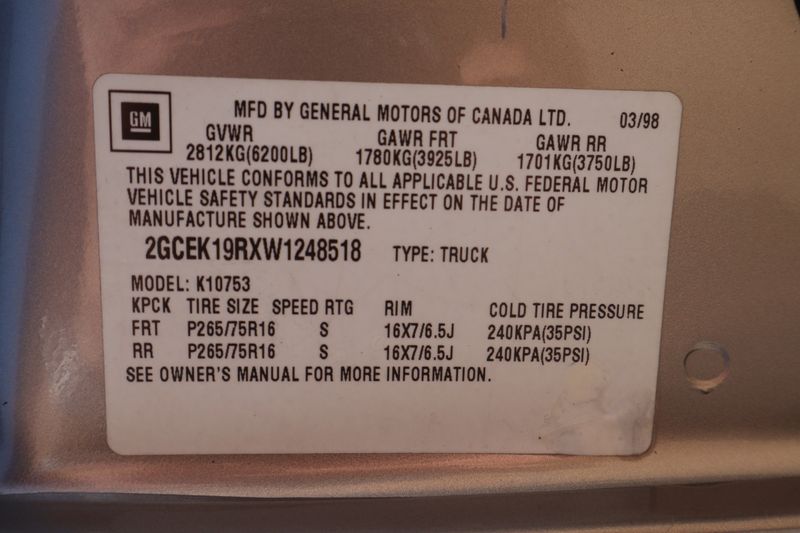 GM
MFD BY GENERAL MOTORS OF CANADA LTD. 03/98
GVWR GAWR FRT GAWR RR
2812KG(6200LB) 1780KG(3925LB) 1701KG(3750LB)
THIS VEHICLE CONFORMS TO ALL APPLICABLE U.S. FEDERAL MOTOR
VEHICLE SAFETY STANDARDS IN EFFECT ON THE DATE OF
MANUFACTURE SHOWN ABOVE.
2GCEK19RXW1248518 TYPE: TRUCK
MODEL: K10753
KPCK TIRE SIZE SPEED RTG RIM COLD TIRE PRESSURE
FRT P265/75R16 S 16X7/6.5J 240KPA(35PSI)
RR P265/75R16 S 16X7/6.5J 240KPA(35PSI)
SEE OWNER'S MANUAL FOR MORE INFORMATION.